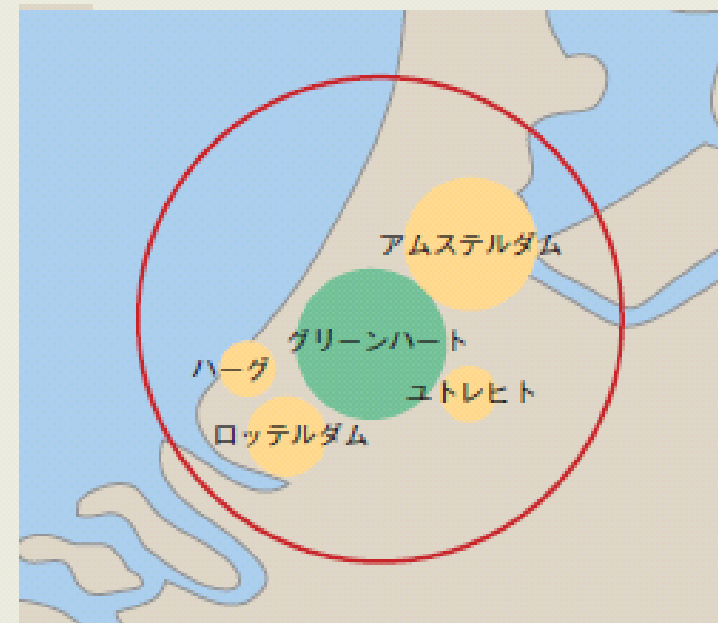 アムステルダム
グリーンハート
ハーグ
ユトレヒト
ロッテルダム